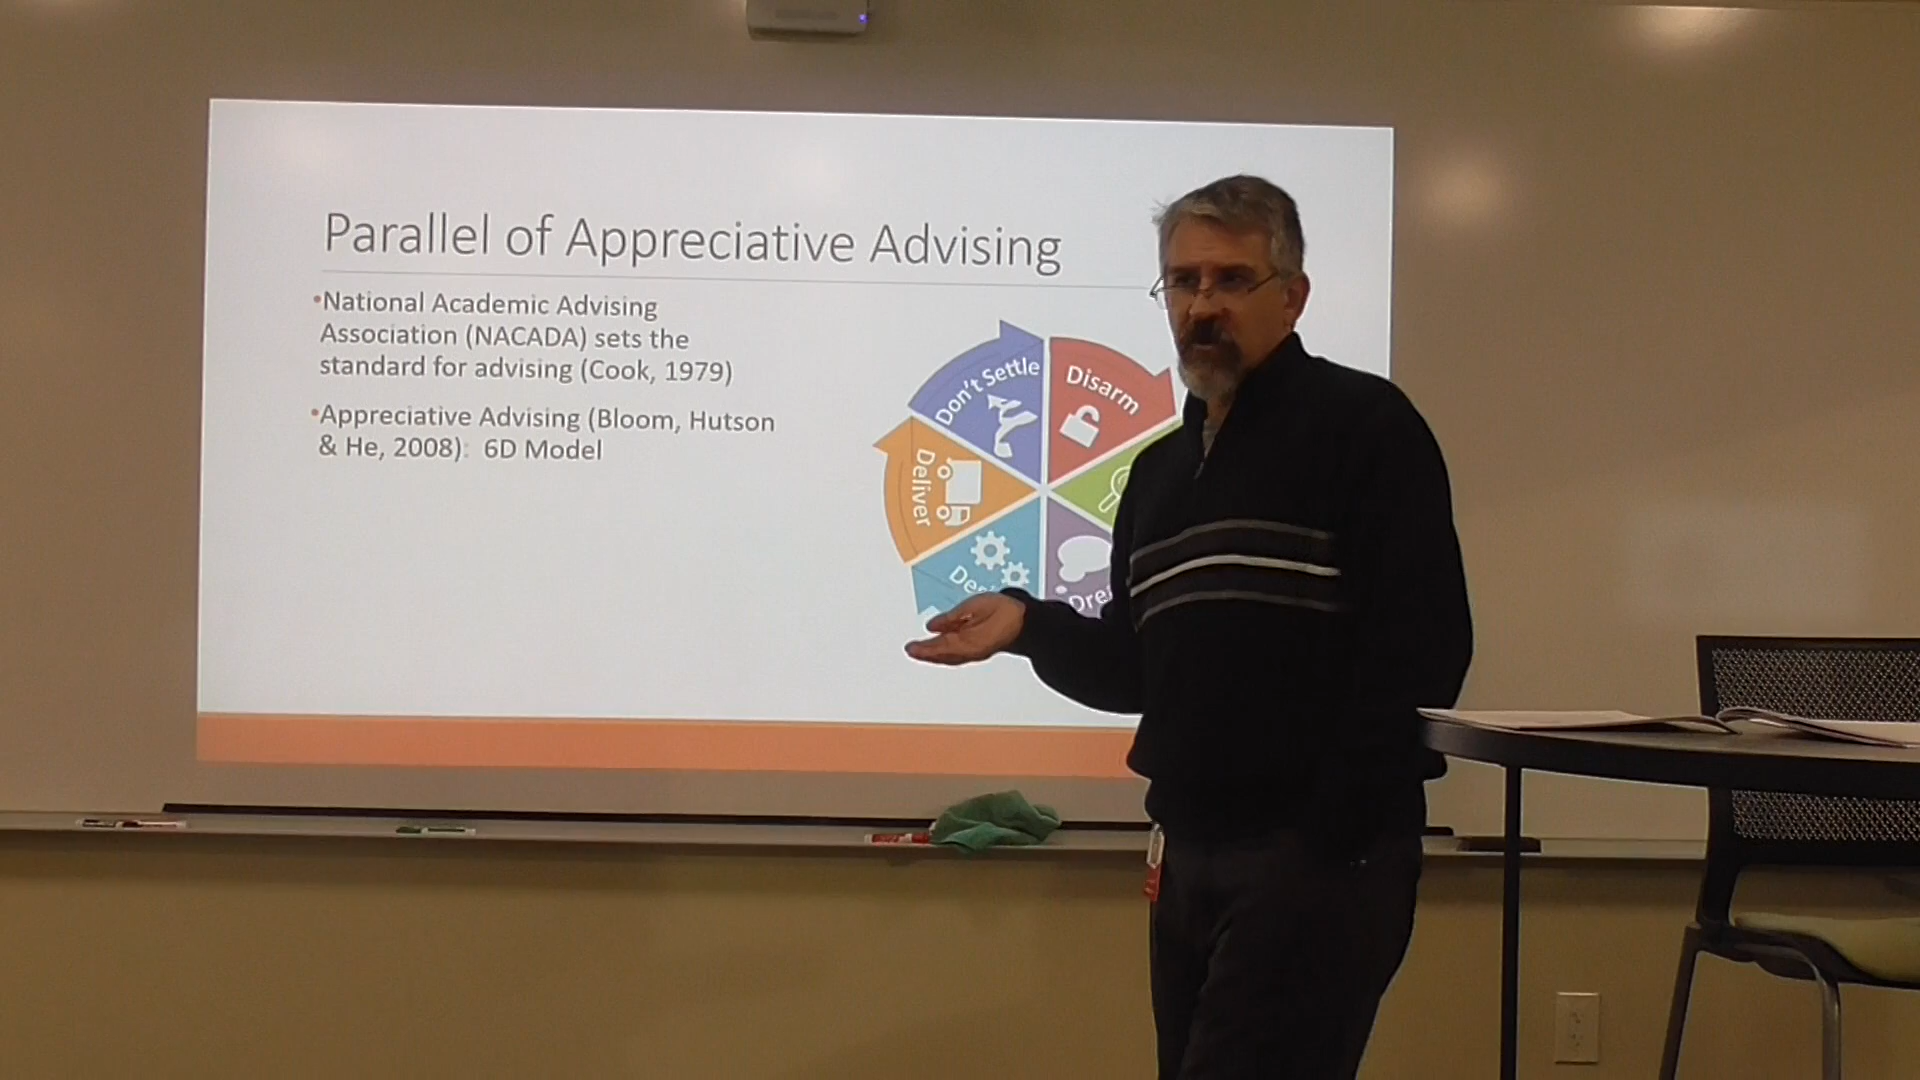 Parallel of Appreciative Advising
•National Academic Advising
Association (NACADA) sets the
standard for advising (Cook, 1979)
•Appreciative Advising (Bloom, Hutson
& He, 2008): 6D Model
Don't Settle
Disarm
Deliver